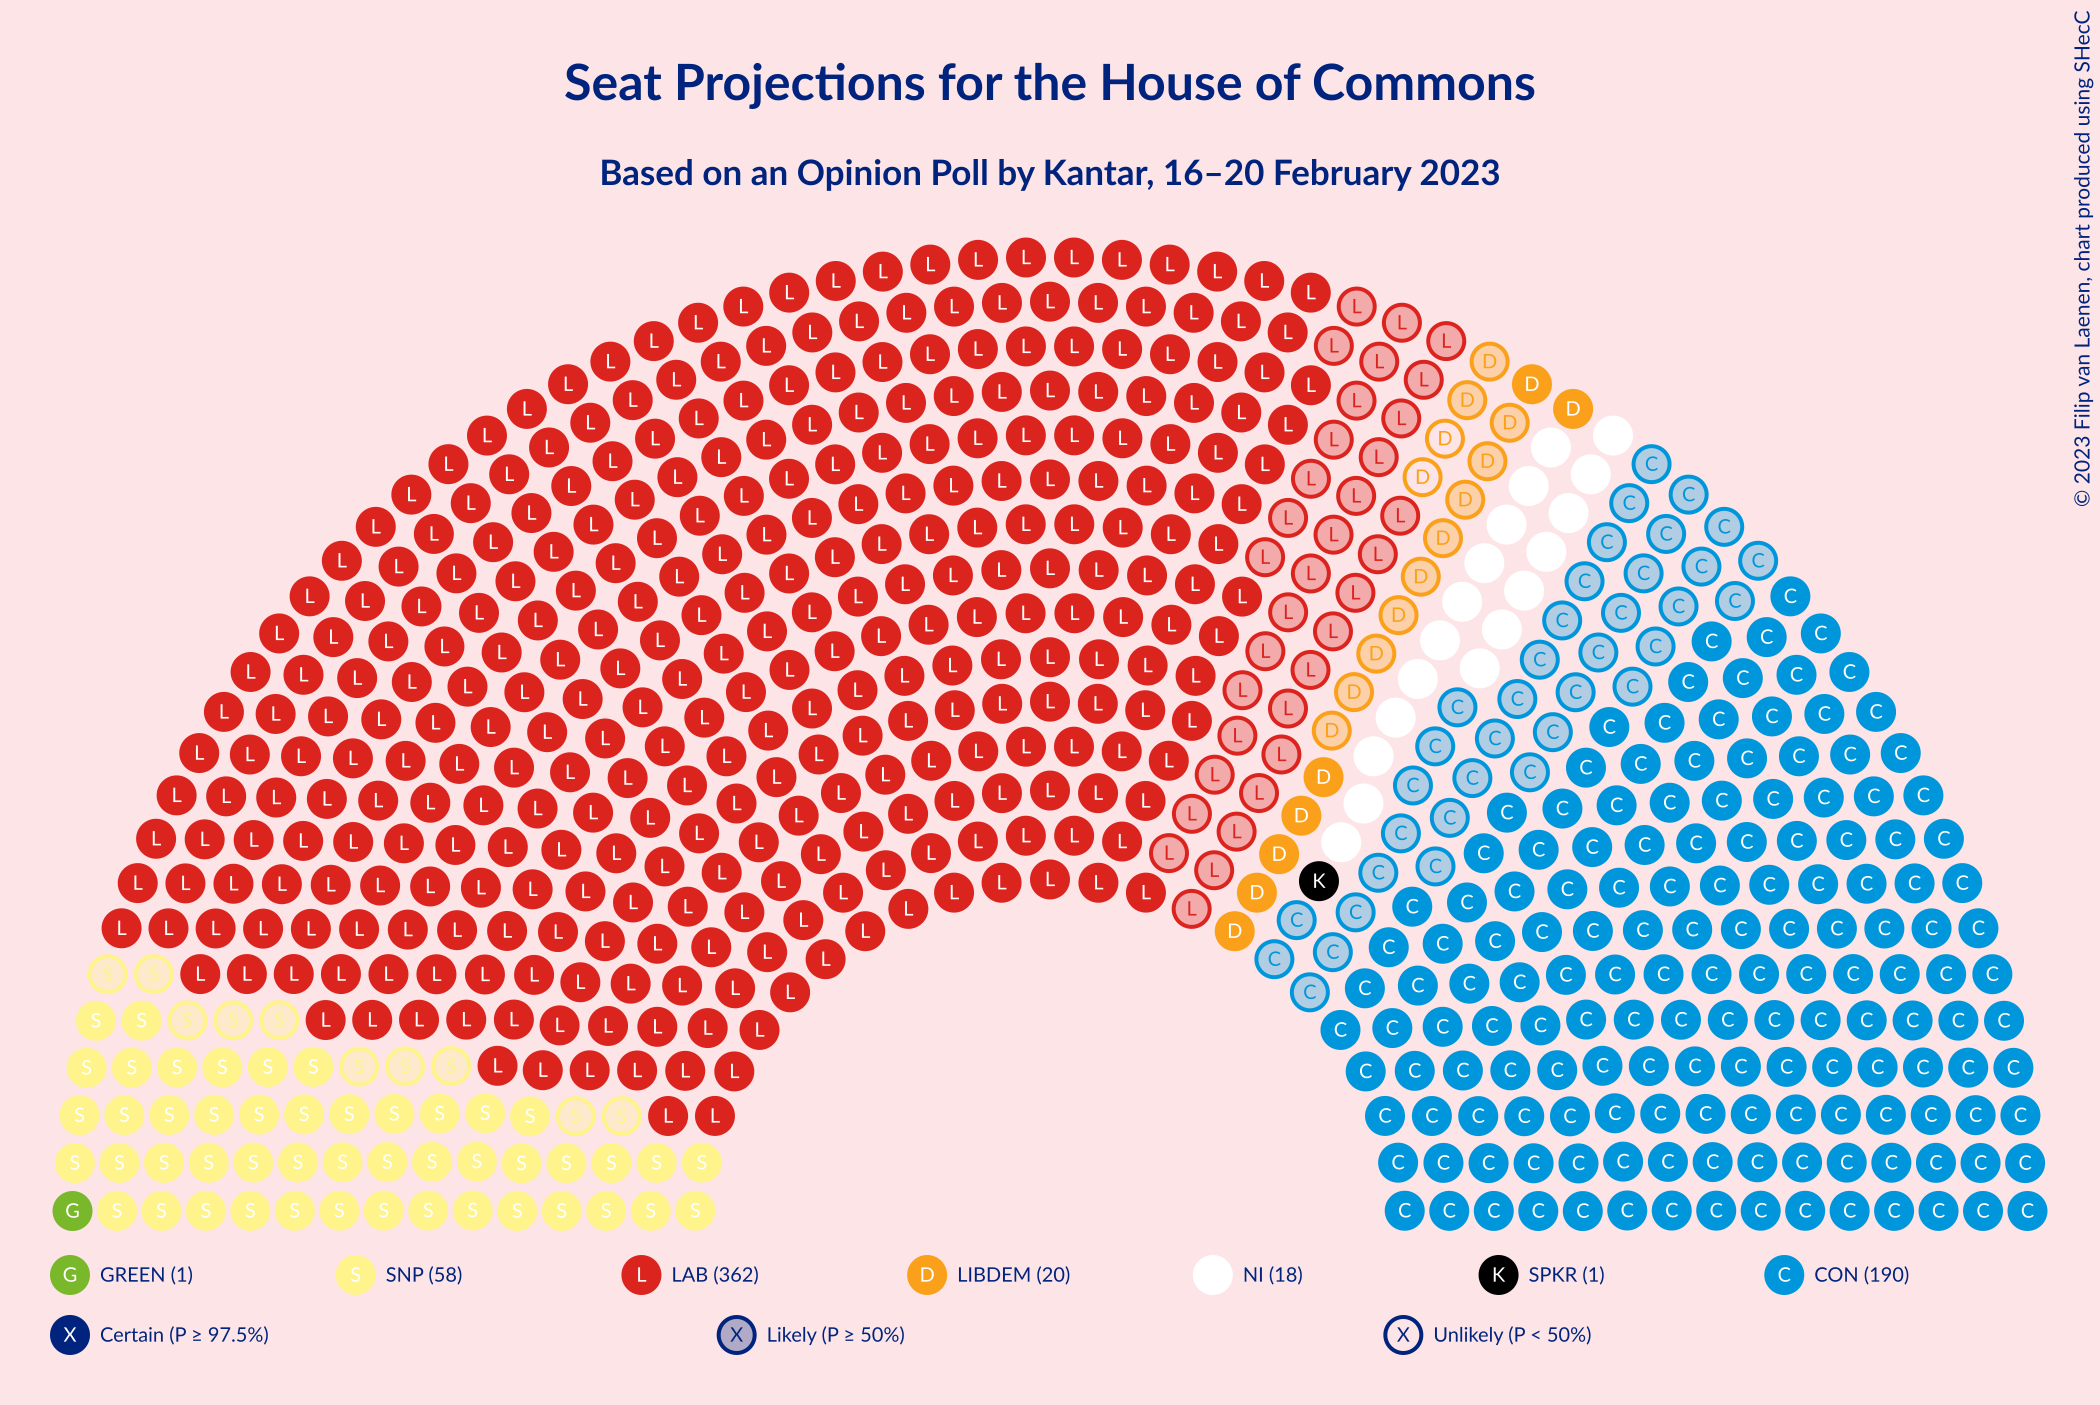 Seat Projections for the House of Commons
Based on an Opinion Poll by Kantar, 16–20 February 2023
© 2023 Filip van Laenen, chart produced using SHecC
G GREEN (1) S SNP (58) L LAB (362) D LIBDEM (20) NI (18) K SPKR (1) C CON (190)
X Certain (P ≥ 97.5%) X Likely (P ≥ 50%) X Unlikely (P < 50%)